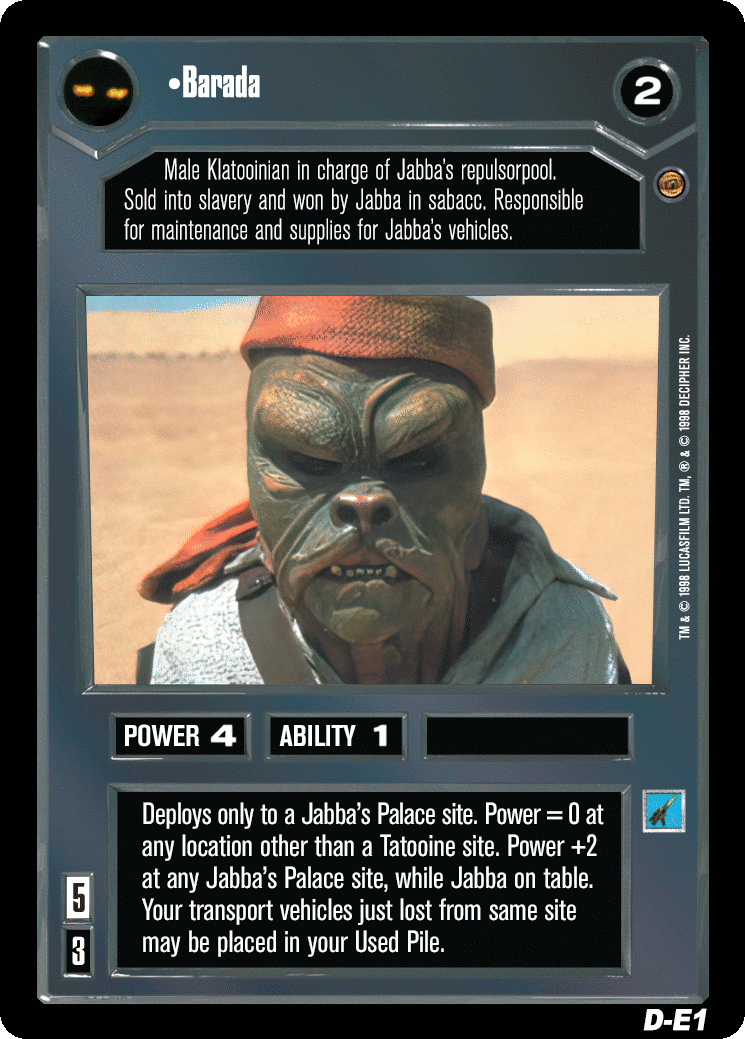 •Barada
2
Male Klatooinian in charge of Jabba's repulsorpool.
Sold into slavery and won by Jabba in sabacc. Responsible
for maintenance and supplies for Jabba's vehicles.
TM & © 1998 LUCASFILM LTD. TM, ® & © 1998 DECIPHER INC.
POWER 4
ABILITY 1
Deploys only to a Jabba's Palace site. Power = 0 at
any location other than a Tatooine site. Power +2
at any Jabba's Palace site, while Jabba on table.
Your transport vehicles just lost from same site
may be placed in your Used Pile.
5
3
D-E1